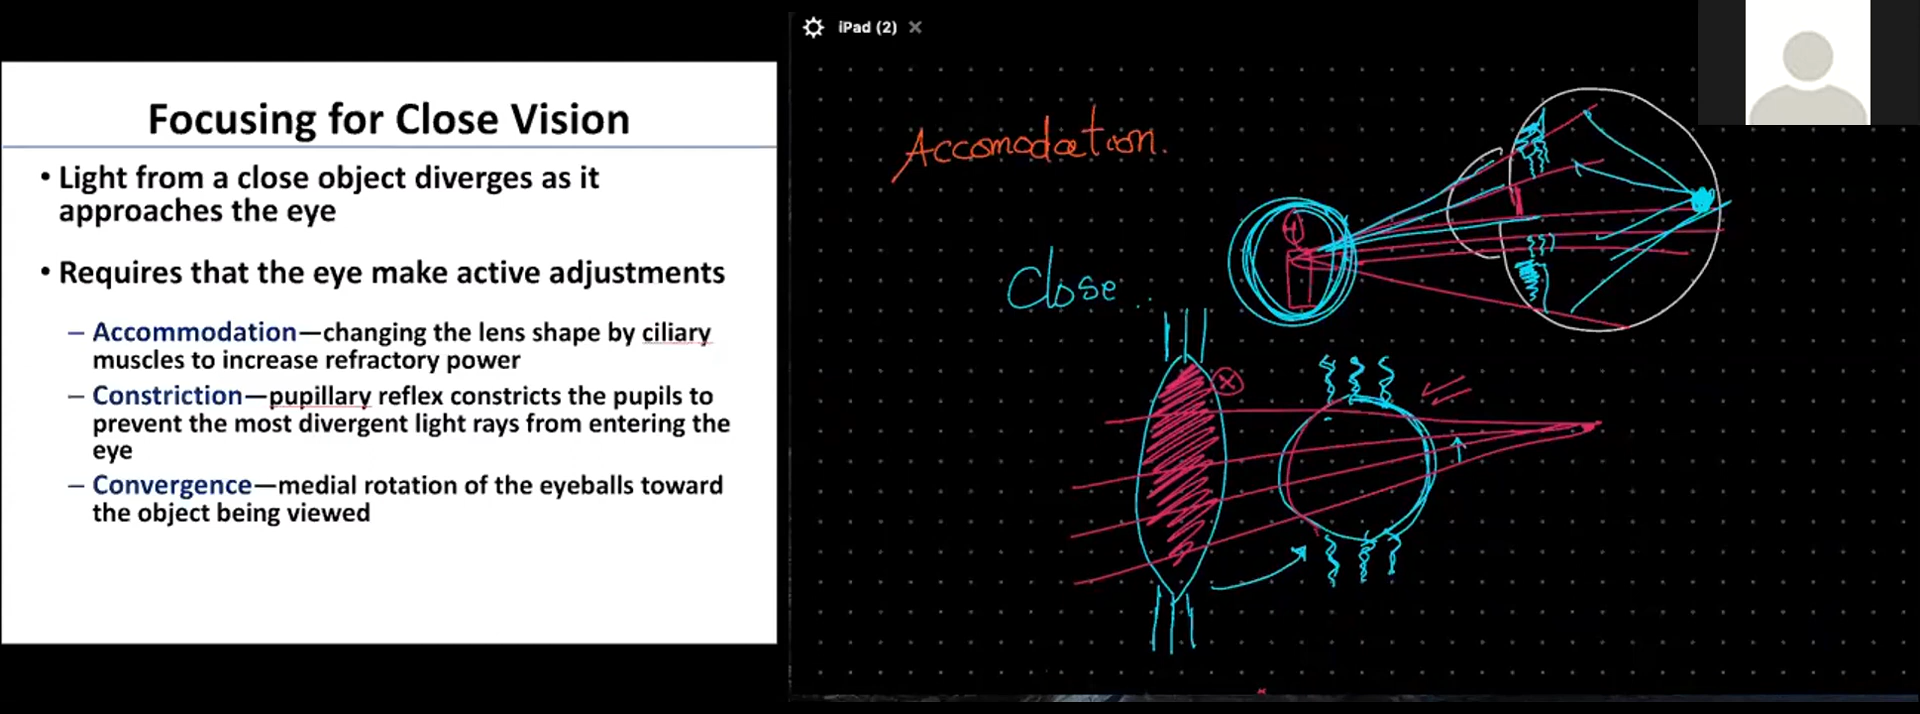 Focusing for Close Vision
• Light from a close object diverges as it
approaches the eye
• Requires that the eye make active adjustments
– Accommodation—changing the lens shape by ciliary
muscles to increase refractory power
– Constriction—pupillary reflex constricts the pupils to
prevent the most divergent light rays from entering the
eye
– Convergence—medial rotation of the eyeballs toward
the object being viewed
iPad (2)
Accomodation.
Close..